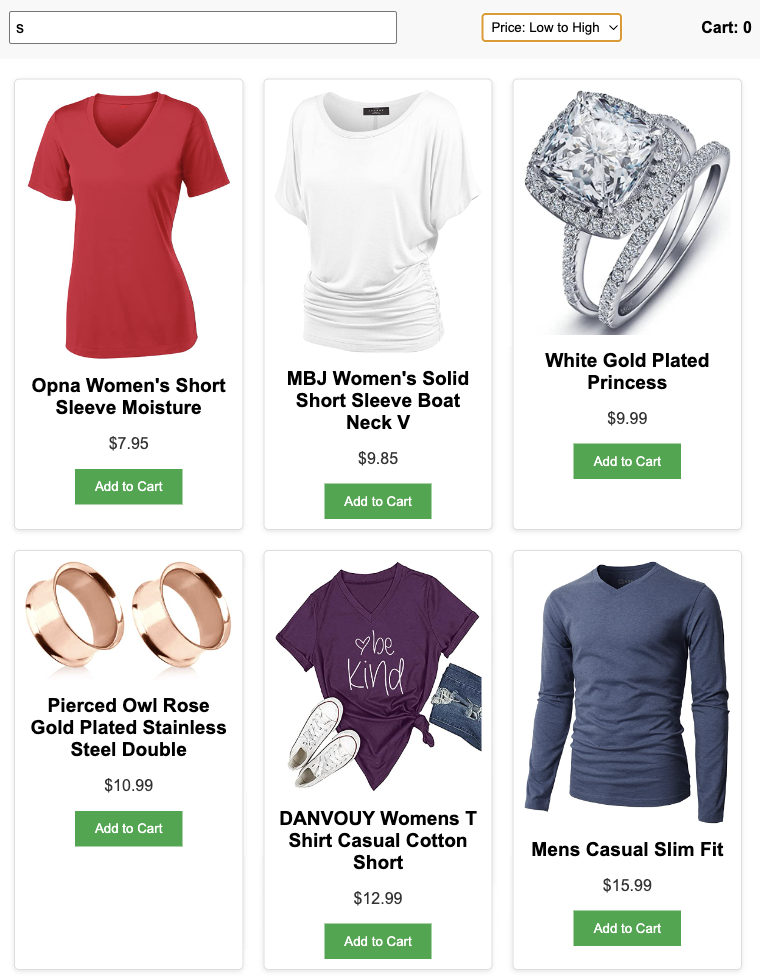 s
Price: Low to High
Cart: 0
Opna Women's Short
Sleeve Moisture
$7.95
Add to Cart
MBJ Women's Solid
Short Sleeve Boat
Neck V
$9.85
Add to Cart
White Gold Plated
Princess
$9.99
Add to Cart
Pierced Owl Rose
Gold Plated Stainless
Steel Double
$10.99
Add to Cart
be
kind
DANVOUY Womens T
Shirt Casual Cotton
Short
$12.99
Add to Cart
Mens Casual Slim Fit
$15.99
Add to Cart